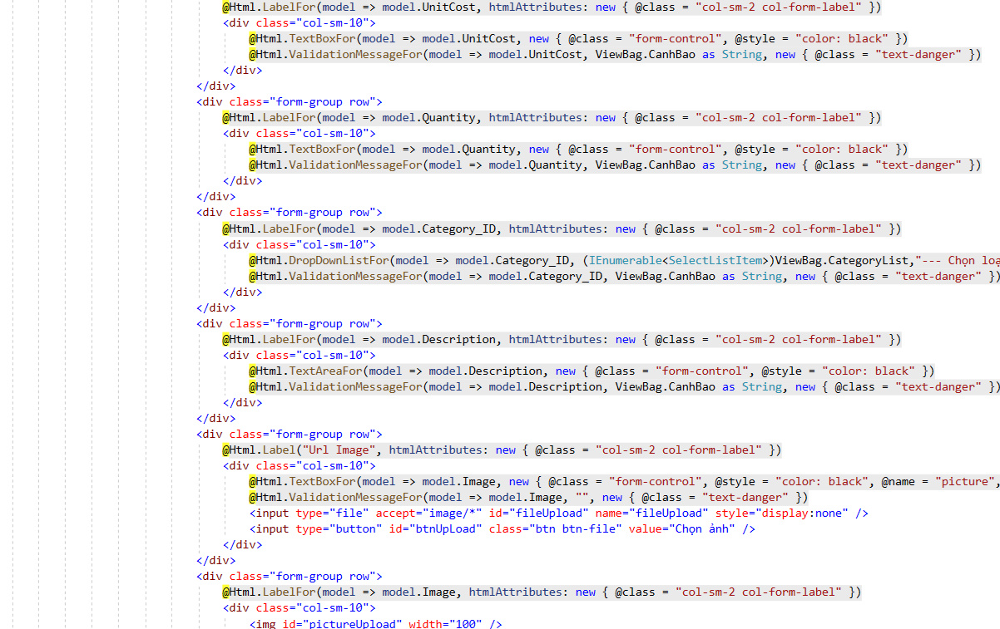 @Html.LabelFor(model => model.UnitCost, htmlAttributes: new { @class = "col-sm-2 col-form-label" })
<div class="col-sm-10">
@Html.TextBoxFor(model => model.UnitCost, new { @class = "form-control", @style = "color: black" })
@Html.ValidationMessageFor(model => model.UnitCost, ViewBag.CanhBao as String, new { @class = "text-danger" })
</div>
</div>
<div class="form-group row">
@Html.LabelFor(model => model.Quantity, htmlAttributes: new { @class = "col-sm-2 col-form-label" })
<div class="col-sm-10">
@Html.TextBoxFor(model => model.Quantity, new { @class = "form-control", @style = "color: black" })
@Html.ValidationMessageFor(model => model.Quantity, ViewBag.CanhBao as String, new { @class = "text-danger" })
</div>
</div>
<div class="form-group row">
@Html.LabelFor(model => model.Category_ID, htmlAttributes: new { @class = "col-sm-2 col-form-label" })
<div class="col-sm-10">
@Html.DropDownListFor(model => model.Category_ID, (IEnumerable<SelectListItem>)ViewBag.CategoryList,"--- Chọn
@Html.ValidationMessageFor(model => model.Category_ID, ViewBag.CanhBao as String, new { @class = "text-danger" })
</div>
</div>
<div class="form-group row">
@Html.LabelFor(model => model.Description, htmlAttributes: new { @class = "col-sm-2 col-form-label" })
<div class="col-sm-10">
@Html.TextAreaFor(model => model.Description, new { @class = "form-control", @style = "color: black" })
@Html.ValidationMessageFor(model => model.Description, ViewBag.CanhBao as String, new { @class = "text-danger" })
</div>
</div>
<div class="form-group row">
@Html.Label("Url Image", htmlAttributes: new { @class = "col-sm-2 col-form-label" })
<div class="col-sm-10">
@Html.TextBoxFor(model => model.Image, new { @class = "form-control", @style = "color: black", @name = "picture",
@Html.ValidationMessageFor(model => model.Image, "", new { @class = "text-danger" })
<input type="file" accept="image/*" id="fileUpload" name="fileUpload" style="display:none" />
<input type="button" id="btnUpLoad" class="btn btn-file" value="Chọn ảnh" />
</div>
</div>
<div class="form-group row">
@Html.LabelFor(model => model.Image, htmlAttributes: new { @class = "col-sm-2 col-form-label" })
<div class="col-sm-10">
<img id="pictureUpload" width="100" />